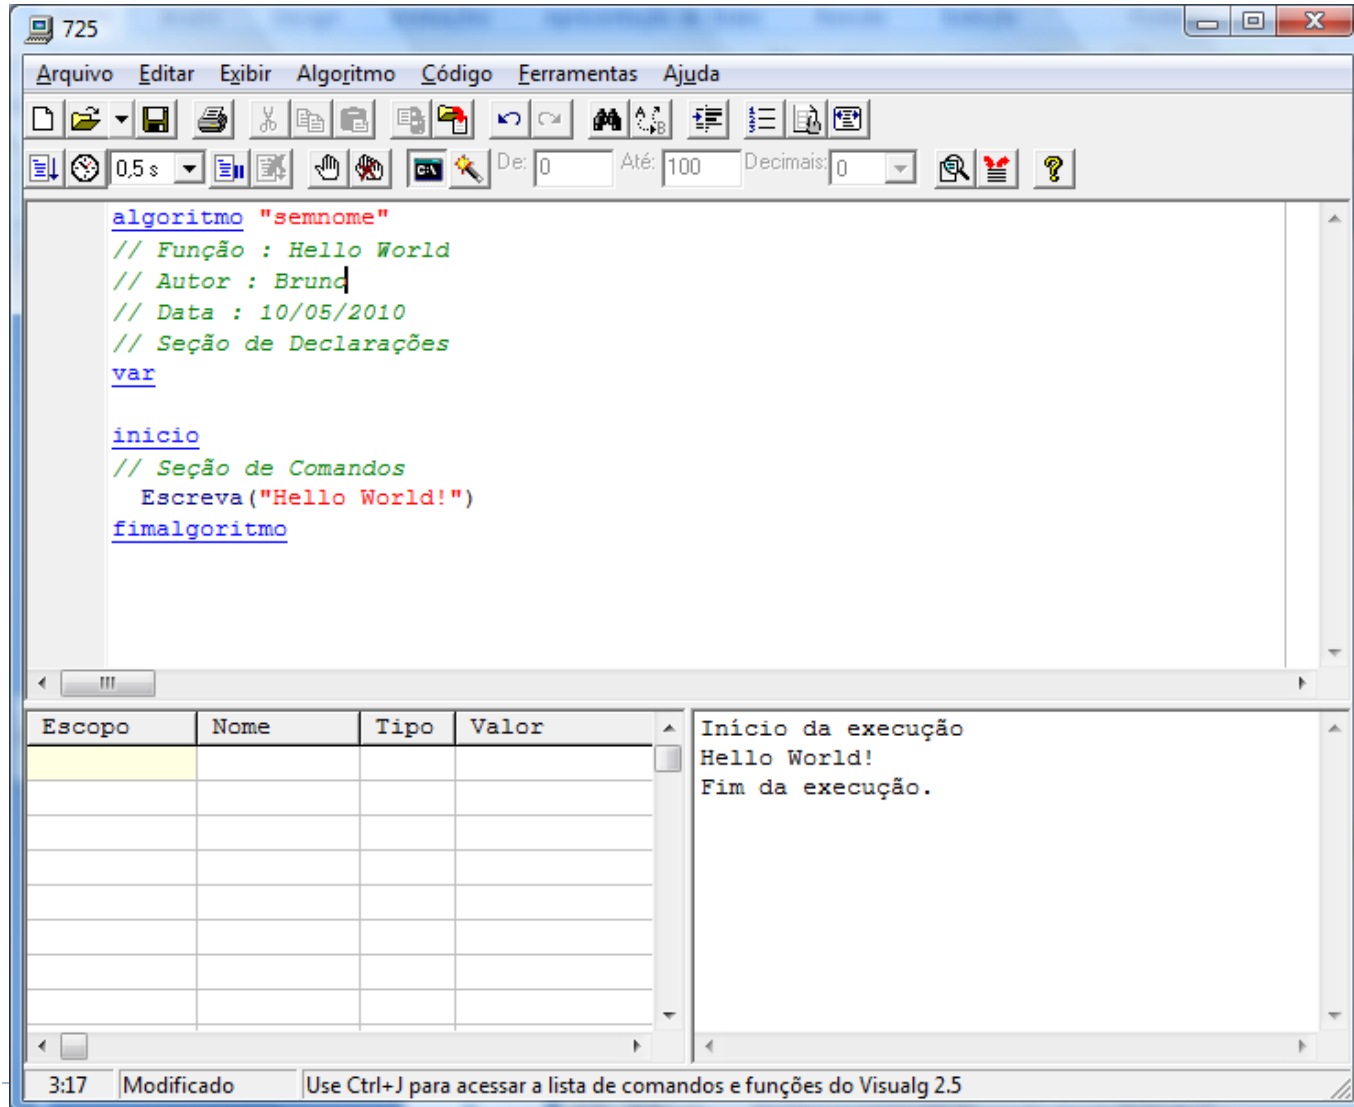 725
Arquivo Editar Exibir Algoritmo Código Ferramentas Ajuda
0,5 s De: 0 Até: 100 Decimais: 0
algoritmo "semnome"
// Função : Hello World
// Autor : Bruno
// Data : 10/05/2010
// Seção de Declarações
var
inicio
// Seção de Comandos
Escreva("Hello World!")
fimalgoritmo
Escopo Nome Tipo Valor
Início da execução
Hello World!
Fim da execução.
3:17 Modificado Use Ctrl+J para acessar a lista de comandos e funções do Visualg 2.5